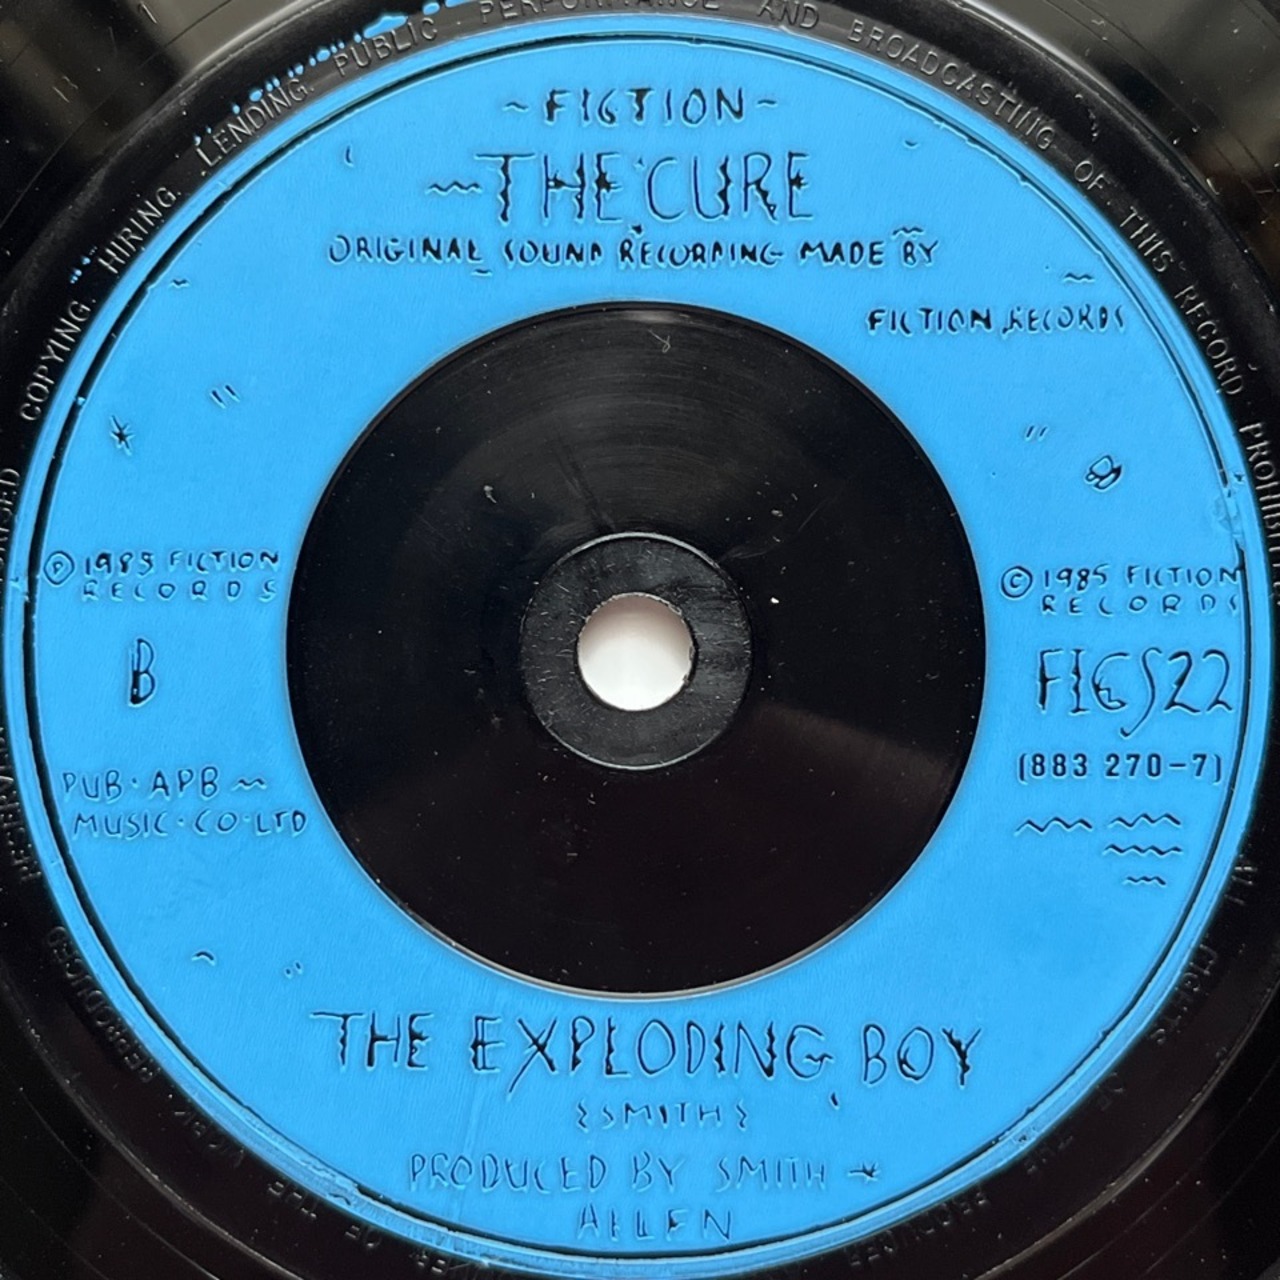 COPYING, HIRING, LENDING, PUBLIC PERFORMANCE AND BROADCASTING OF THIS RECORD PROHIBITED
~FICTION~
THE CURE
ORIGINAL SOUND RECORDING MADE BY
FICTION RECORDS
Ⓟ 1985 FICTION
RECORDS
© 1985 FICTION
RECORDS
B
FICS22
(883 270-7)
PUB·APB~
MUSIC·CO·LTD
THE EXPLODING BOY
{SMITH}
PRODUCED BY SMITH *
ALLEN